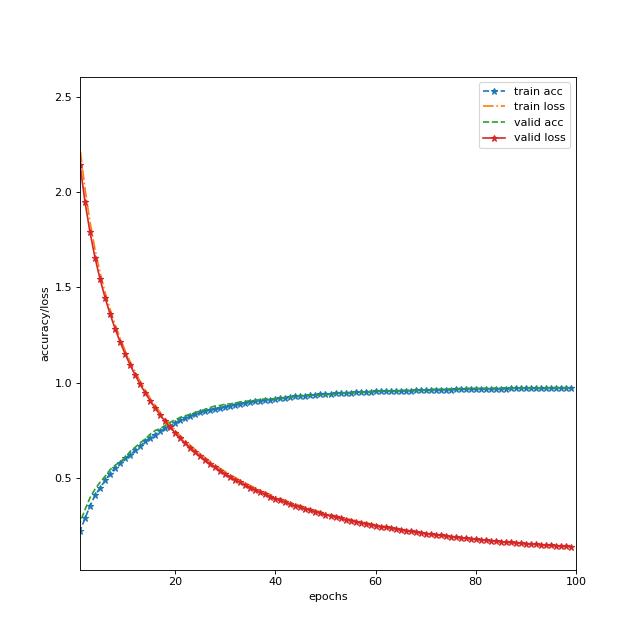 train acc
train loss
valid acc
valid loss
2.5
2.0
1.5
1.0
0.5
accuracy/loss
20
40
60
80
100
epochs